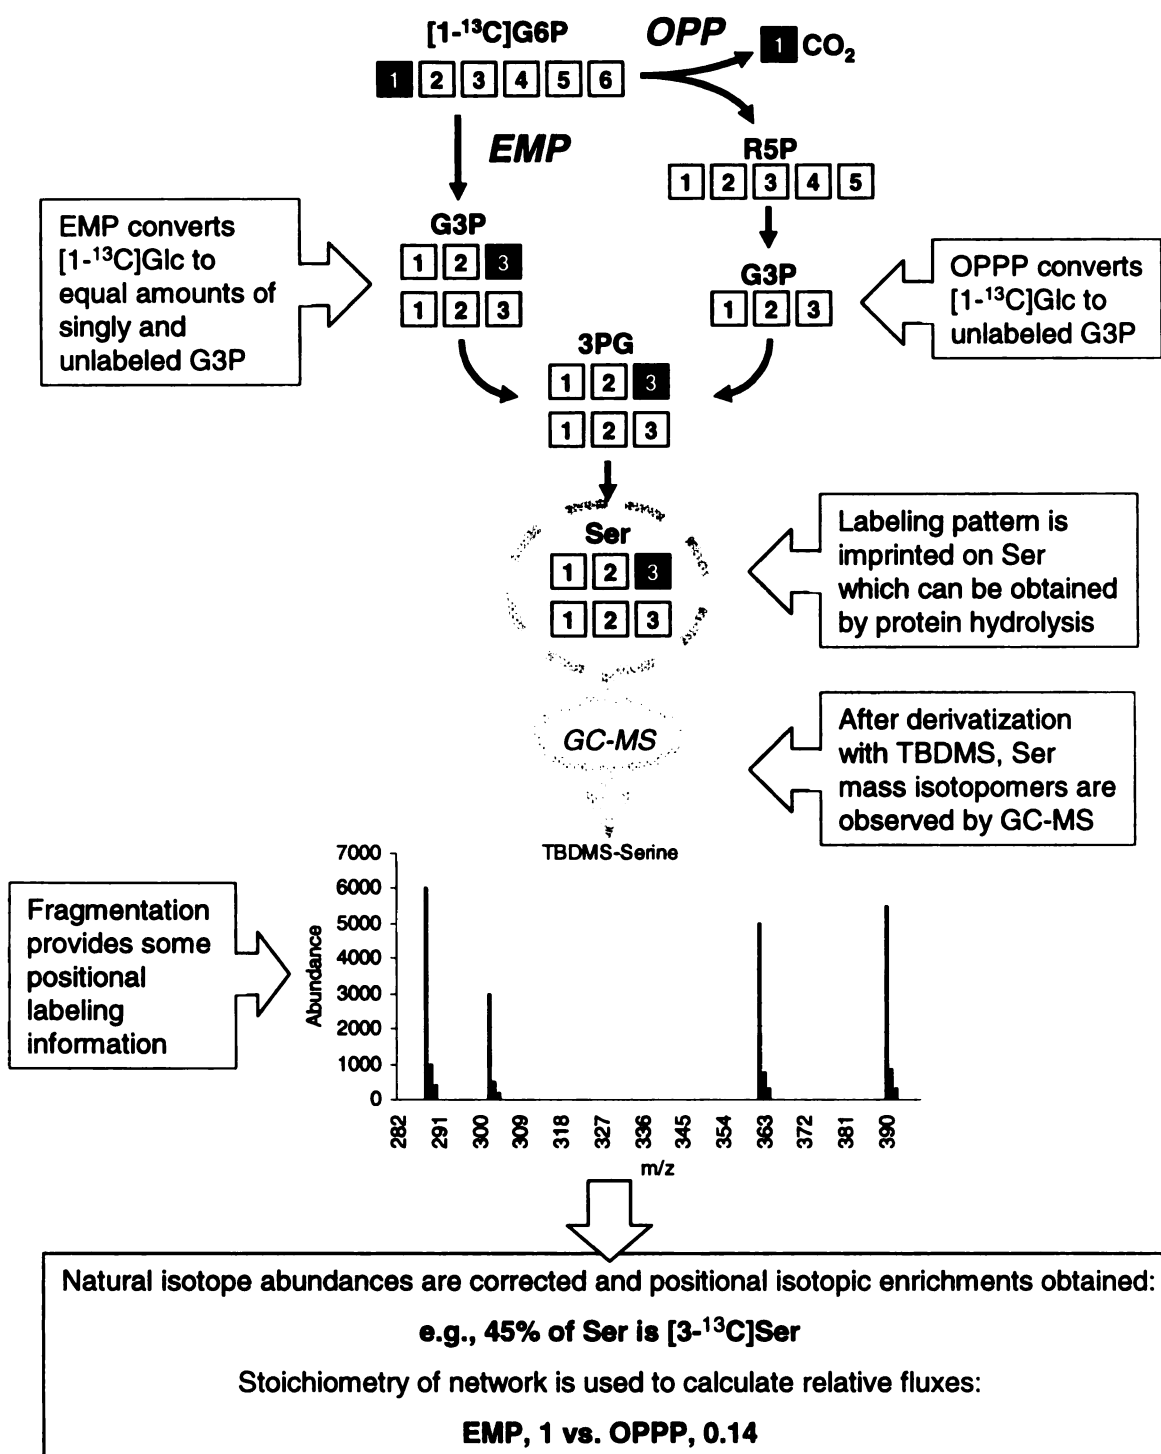 [1-¹³C]G6P
OPP
1 CO₂
1 2 3 4 5 6
EMP
R5P
1 2 3 4 5
EMP converts
[1-¹³C]Glc to
equal amounts of
singly and
unlabeled G3P
G3P
1 2 3
1 2 3
G3P
1 2 3
OPPP converts
[1-¹³C]Glc to
unlabeled G3P
3PG
1 2 3
1 2 3
Ser
1 2 3
1 2 3
Labeling pattern is
imprinted on Ser
which can be obtained
by protein hydrolysis
GC-MS
After derivatization
with TBDMS, Ser
mass isotopomers are
observed by GC-MS
TBDMS-Serine
Fragmentation
provides some
positional
labeling
information
Abundance
7000
6000
5000
4000
3000
2000
1000
0
282 291 300 309 318 327 336 345 354 363 372 381 390
m/z
Natural isotope abundances are corrected and positional isotopic enrichments obtained:
e.g., 45% of Ser is [3-¹³C]Ser
Stoichiometry of network is used to calculate relative fluxes:
EMP, 1 vs. OPPP, 0.14